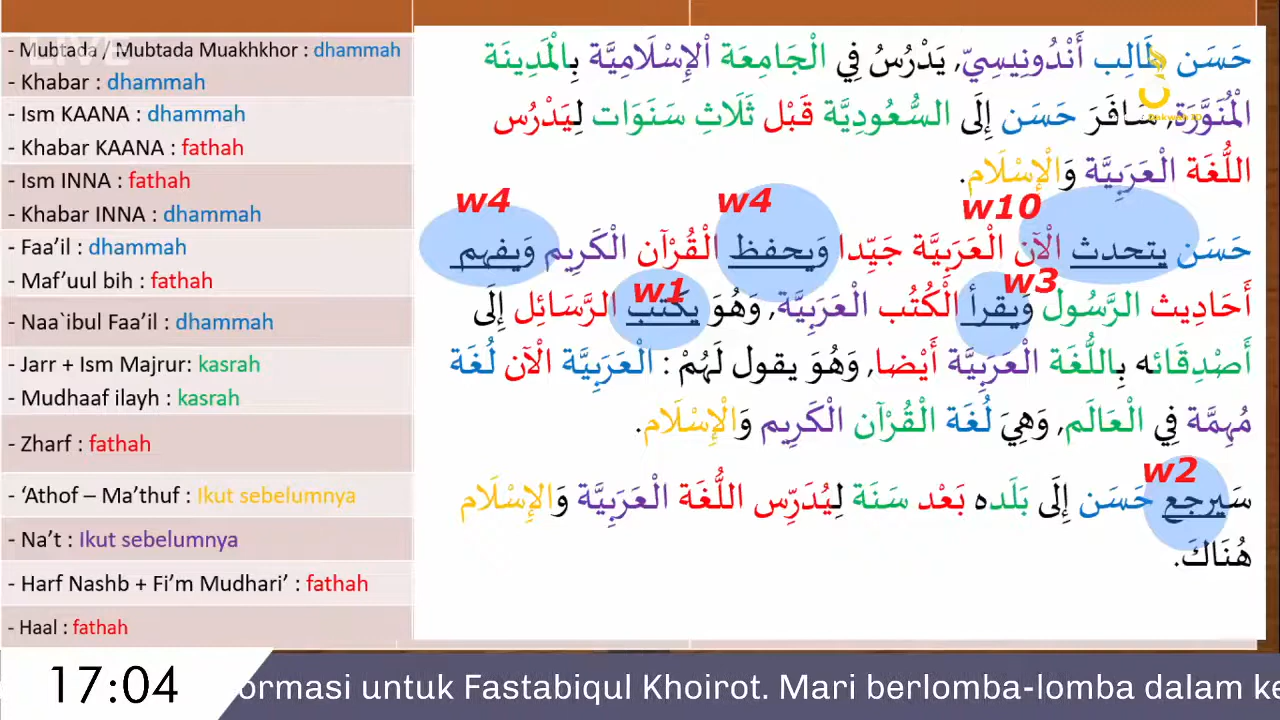 LIVE
- Mubtada / Mubtada Muakhkhor : dhammah
- Khabar : dhammah
- Ism KAANA : dhammah
- Khabar KAANA : fathah
- Ism INNA : fathah
- Khabar INNA : dhammah
- Faa'il : dhammah
- Maf'uul bih : fathah
- Naa`ibul Faa'il : dhammah
- Jarr + Ism Majrur: kasrah
- Mudhaaf ilayh : kasrah
- Zharf : fathah
- 'Athof – Ma'thuf : Ikut sebelumnya
- Na't : Ikut sebelumnya
- Harf Nashb + Fi'm Mudhari' : fathah
- Haal : fathah
حَسَن طَالِب أَنْدُونِيسِيّ, يَدْرُسُ فِي الْجَامِعَة اْلإِسْلَامِيَّة بِالْمَدِينَة
الْمُنَوَّرَة, سَافَرَ حَسَن إِلَى السُّعُودِيَّة قَبْل ثَلَاثِ سَنَوَات لِيَدْرُس
اللُّغَة الْعَرَبِيَّة وَالْإِسْلَام.
w10 w4 w4
حَسَن يتحدث الْآن الْعَرَبِيَّة جَيِّدا وَيحفظ الْقُرْآن الْكَرِيم وَيفهم
w3 w1
أَحَادِيث الرَّسُول وَيقرأ الْكُتُب الْعَرَبِيَّة, وَهُوَ يَكتب الرَّسَائِل إِلَى
أَصْدِقَائه بِاللُّغَة الْعَرَبِيَّة أَيْضا, وَهُوَ يقول لَهُمْ : الْعَرَبِيَّة الْآن لُغَة
مُهِمَّة فِي الْعَالَم, وَهِيَ لُغَة الْقُرْآن الْكَرِيم وَالْإِسْلَام.
w2
سَيرجع حَسَن إِلَى بَلَده بَعْد سَنَة لِيُدَرِّس اللُّغَة الْعَرَبِيَّة وَالإِسْلَام
هُنَاكَ.
17:04 ormasi untuk Fastabiqul Khoirot. Mari berlomba-lomba dalam ke